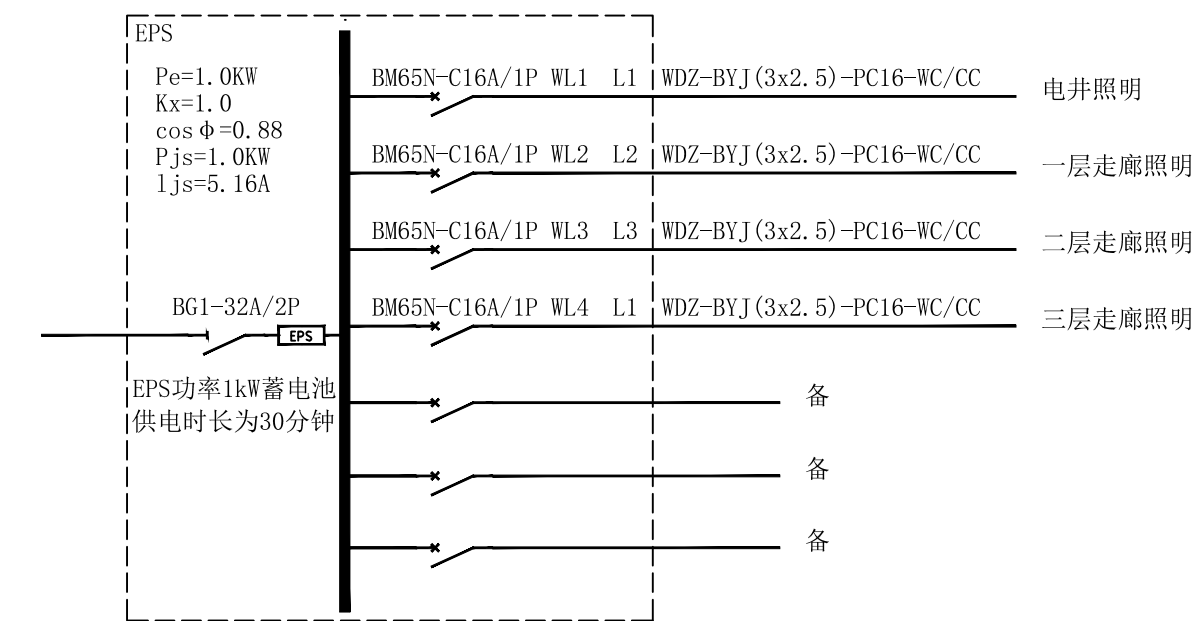 EPS
Pe=1.0KW
Kx=1.0
cosφ=0.88
Pjs=1.0KW
ljs=5.16A
BM65N-C16A/1P WL1 L1 WDZ-BYJ(3x2.5)-PC16-WC/CC 电井照明
BM65N-C16A/1P WL2 L2 WDZ-BYJ(3x2.5)-PC16-WC/CC 一层走廊照明
BM65N-C16A/1P WL3 L3 WDZ-BYJ(3x2.5)-PC16-WC/CC 二层走廊照明
BG1-32A/2P
BM65N-C16A/1P WL4 L1 WDZ-BYJ(3x2.5)-PC16-WC/CC 三层走廊照明
EPS
EPS功率1kW蓄电池
供电时长为30分钟
备
备
备